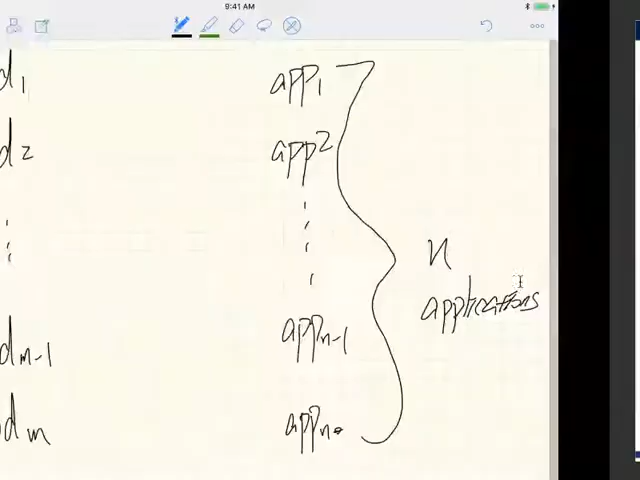 9:41 AM
d1 app1
d2 app2
n
applications
dm-1 appn-1
dm appn